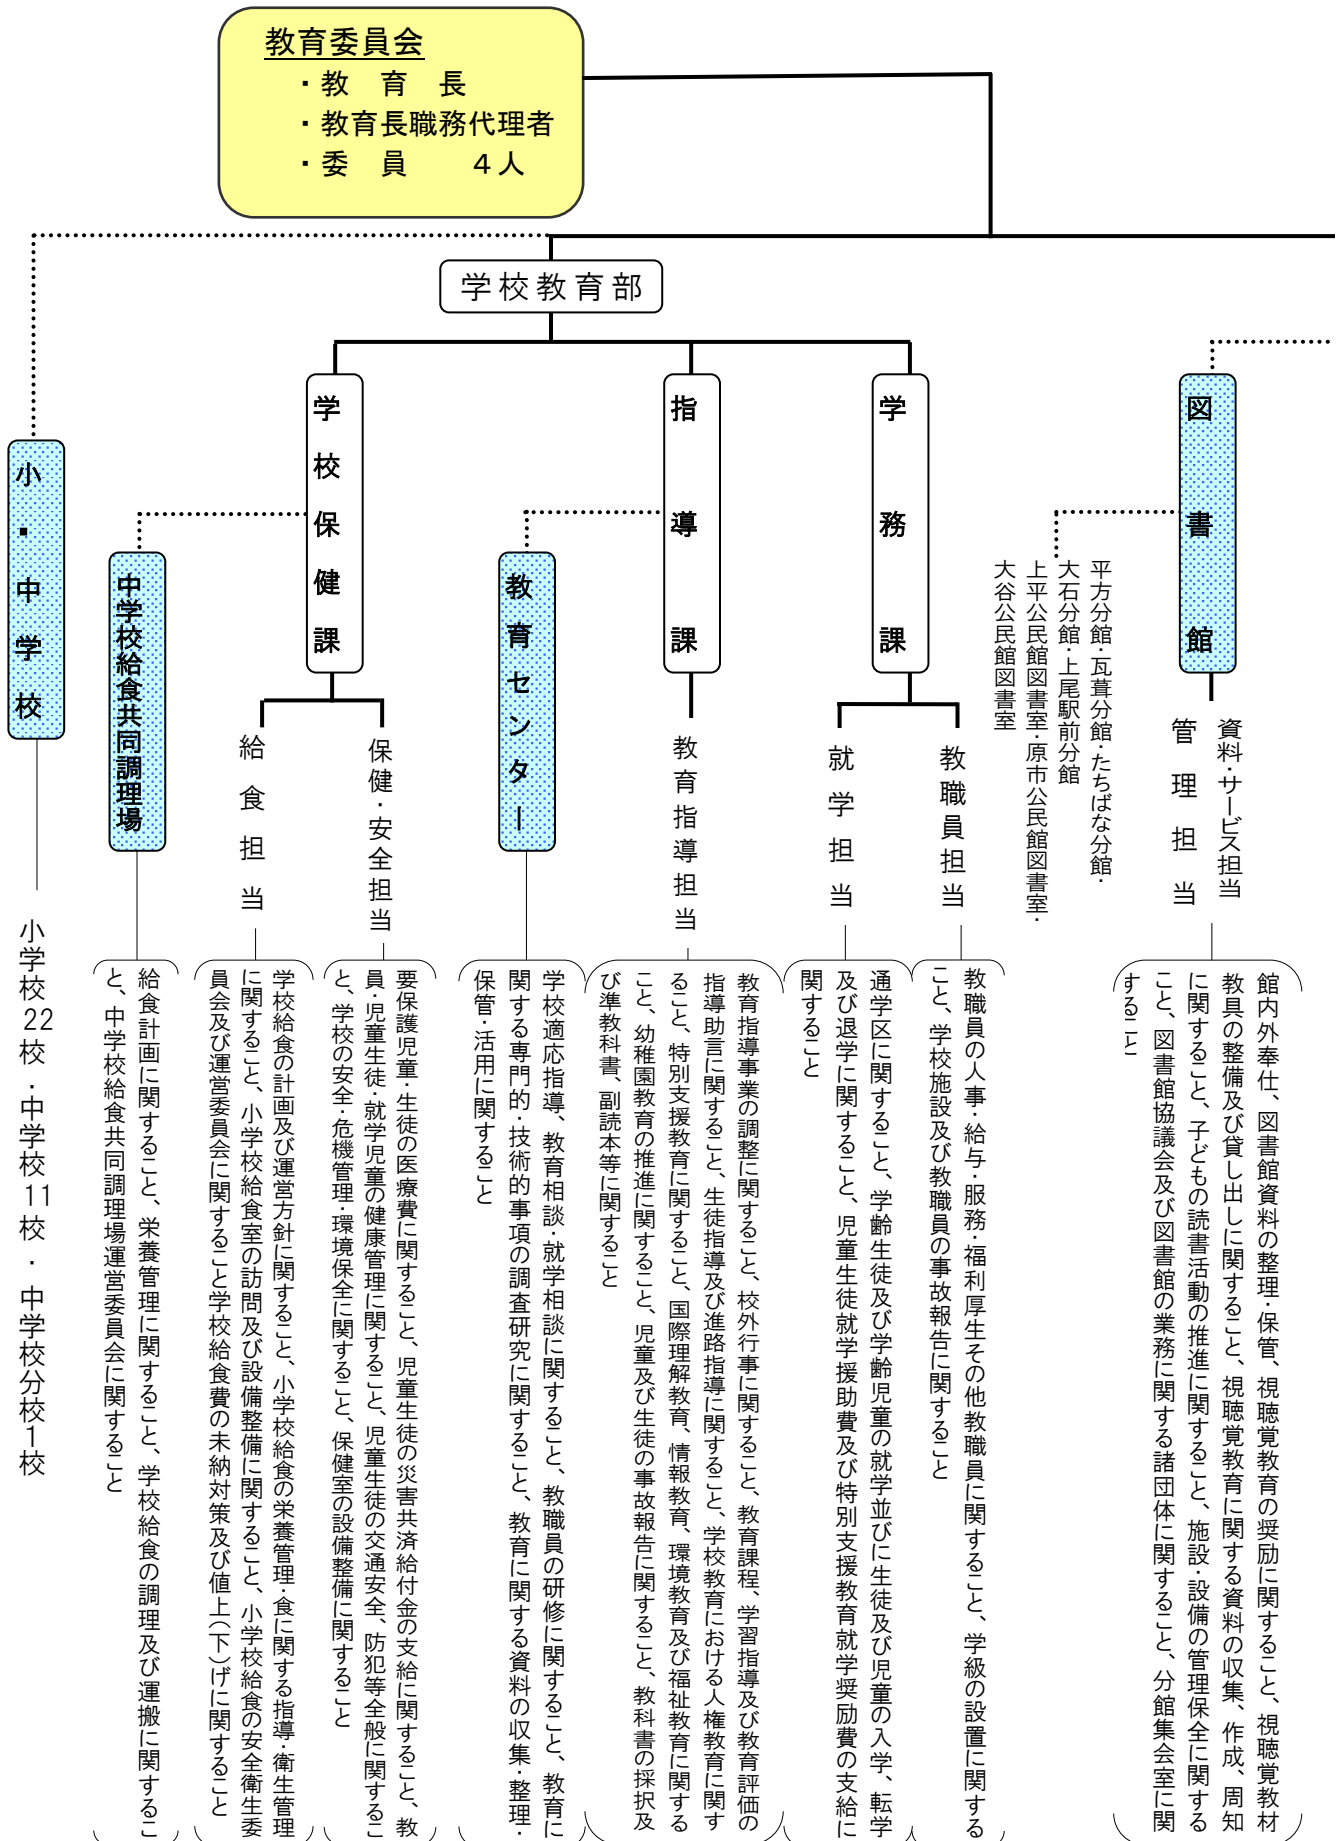 教育委員会
・教　育　長
・教育長職務代理者
・委　員　　４人
学校教育部
図書館
学務課
指導課
学校保健課
小・中学校
教育センター
中学校給食共同調理場
平方分館・瓦葺分館・たちばな分館・
大石分館・上尾駅前分館
上平公民館図書室・原市公民館図書室・
大谷公民館図書室
資料・サービス担当
管理担当
教職員担当
就学担当
教育指導担当
保健・安全担当
給食担当
館内外奉仕、図書館資料の整理・保管、視聴覚教育の奨励に関すること、視聴覚教材
教具の整備及び貸し出しに関すること、視聴覚教育に関する資料の収集、作成、周知
に関すること、子どもの読書活動の推進に関すること、施設・設備の管理保全に関する
こと、図書館協議会及び図書館の業務に関する諸団体に関すること、分館集会室に関
すること
教職員の人事・給与・服務・福利厚生その他教職員に関すること、学級の設置に関する
こと、学校施設及び教職員の事故報告に関すること
通学区に関すること、学齢生徒及び学齢児童の就学並びに生徒及び児童の入学、転学
及び退学に関すること、児童生徒就学援助費及び特別支援教育就学奨励費の支給に
関すること
教育指導事業の調整に関すること、校外行事に関すること、教育課程、学習指導及び教育評価の
指導助言に関すること、生徒指導及び進路指導に関すること、学校教育における人権教育に関す
ること、特別支援教育に関すること、国際理解教育、情報教育、環境教育及び福祉教育に関する
こと、幼稚園教育の推進に関すること、児童及び生徒の事故報告に関すること、教科書の採択及
び準教科書、副読本等に関すること
学校適応指導、教育相談・就学相談に関すること、教職員の研修に関すること、教育に
関する専門的・技術的事項の調査研究に関すること、教育に関する資料の収集・整理・
保管・活用に関すること
要保護児童・生徒の医療費に関すること、児童生徒の災害共済給付金の支給に関すること、教
員・児童生徒・就学児童の健康管理に関すること、児童生徒の交通安全、防犯等全般に関するこ
と、学校の安全・危機管理・環境保全に関すること、保健室の設備整備に関すること
学校給食の計画及び運営方針に関すること、小学校給食の栄養管理・食に関する指導・衛生管理
に関すること、小学校給食室の訪問及び設備整備に関すること、小学校給食の安全衛生委
員会及び運営委員会に関すること学校給食費の未納対策及び値上（下）げに関すること
給食計画に関すること、栄養管理に関すること、学校給食の調理及び運搬に関するこ
と、中学校給食共同調理場運営委員会に関すること
小学校22校・中学校11校・中学校分校1校